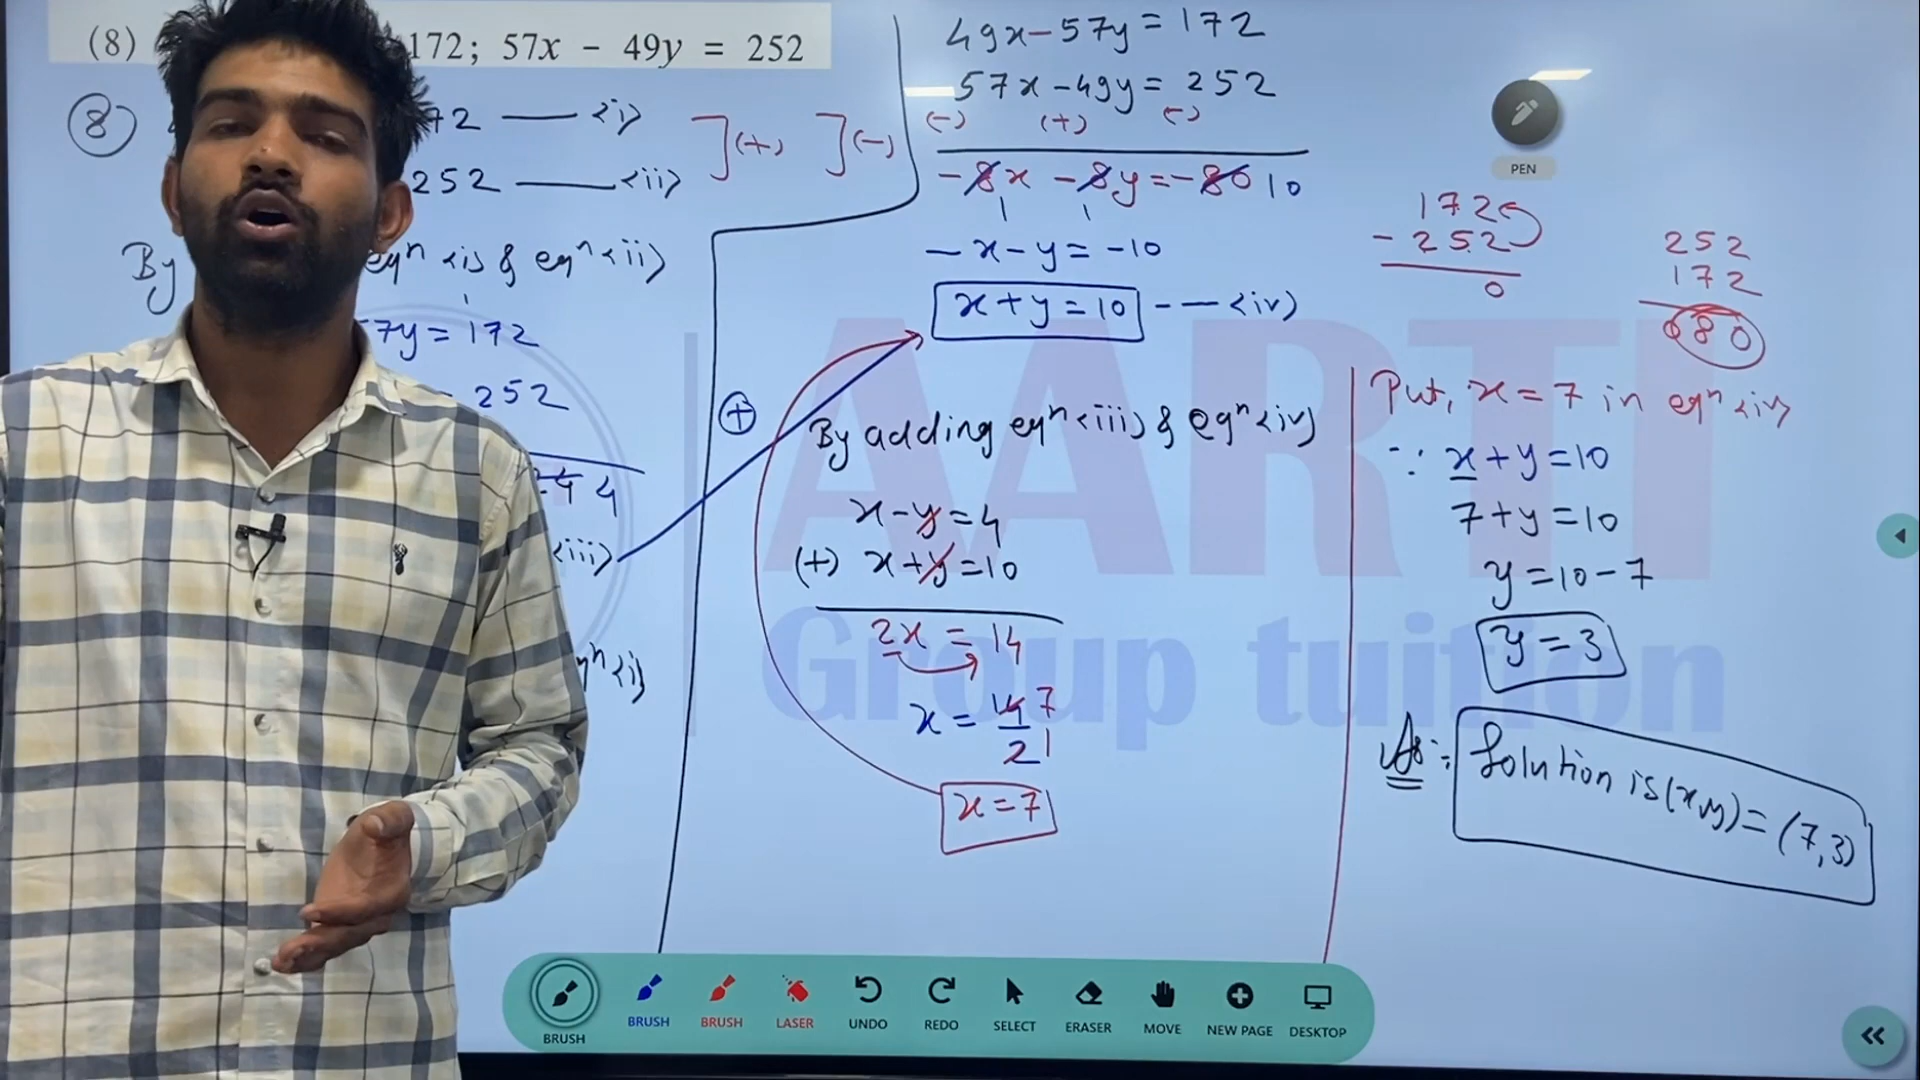 (8) 172; 57x - 49y = 252
8
72 —— <i>
252 —— <ii>
](+) ](-)
By eqⁿ <i> & eqⁿ <ii>
7y = 172
252
4
<iii>
<i>
49x-57y=172
57x-49y=252
(-) (+) (-)
-8x -8y=-80 10
1 1
-x-y=-10
x+y=10 -— <iv>
(+)
By adding eqⁿ <iii> & eqⁿ <iv>
x-y=4
(+) x+y=10
2x = 14
x = 14 7
2 1
x=7
172
- 252
0
252
172
080
Put, x=7 in eqⁿ <iv>
∵ x+y=10
7+y=10
y=10-7
y=3
Solution is (x,y)=(7,3)
AARTI
Group tuition
PEN
BRUSH BRUSH BRUSH LASER UNDO REDO SELECT ERASER MOVE NEW PAGE DESKTOP